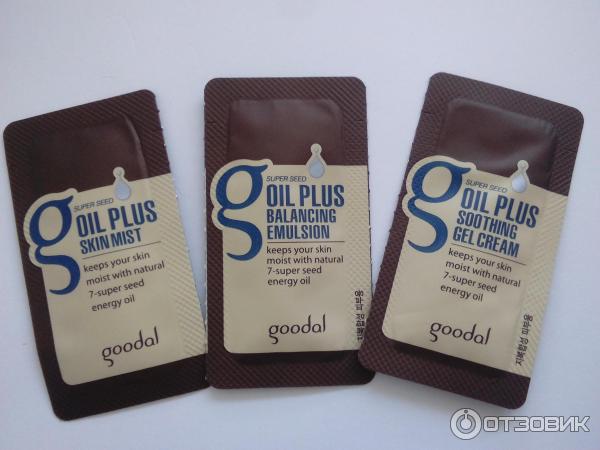 g
SUPER SEED
OIL PLUS
SKIN MIST
keeps your skin
moist with natural
7-super seed
energy oil
goodal
g
SUPER SEED
OIL PLUS
BALANCING
EMULSION
keeps your skin
moist with natural
7-super seed
energy oil
goodal
g
SUPER SEED
OIL PLUS
SOOTHING
GEL CREAM
keeps your skin
moist with natural
7-super seed
energy oil
goodal
ОТЗОВИК